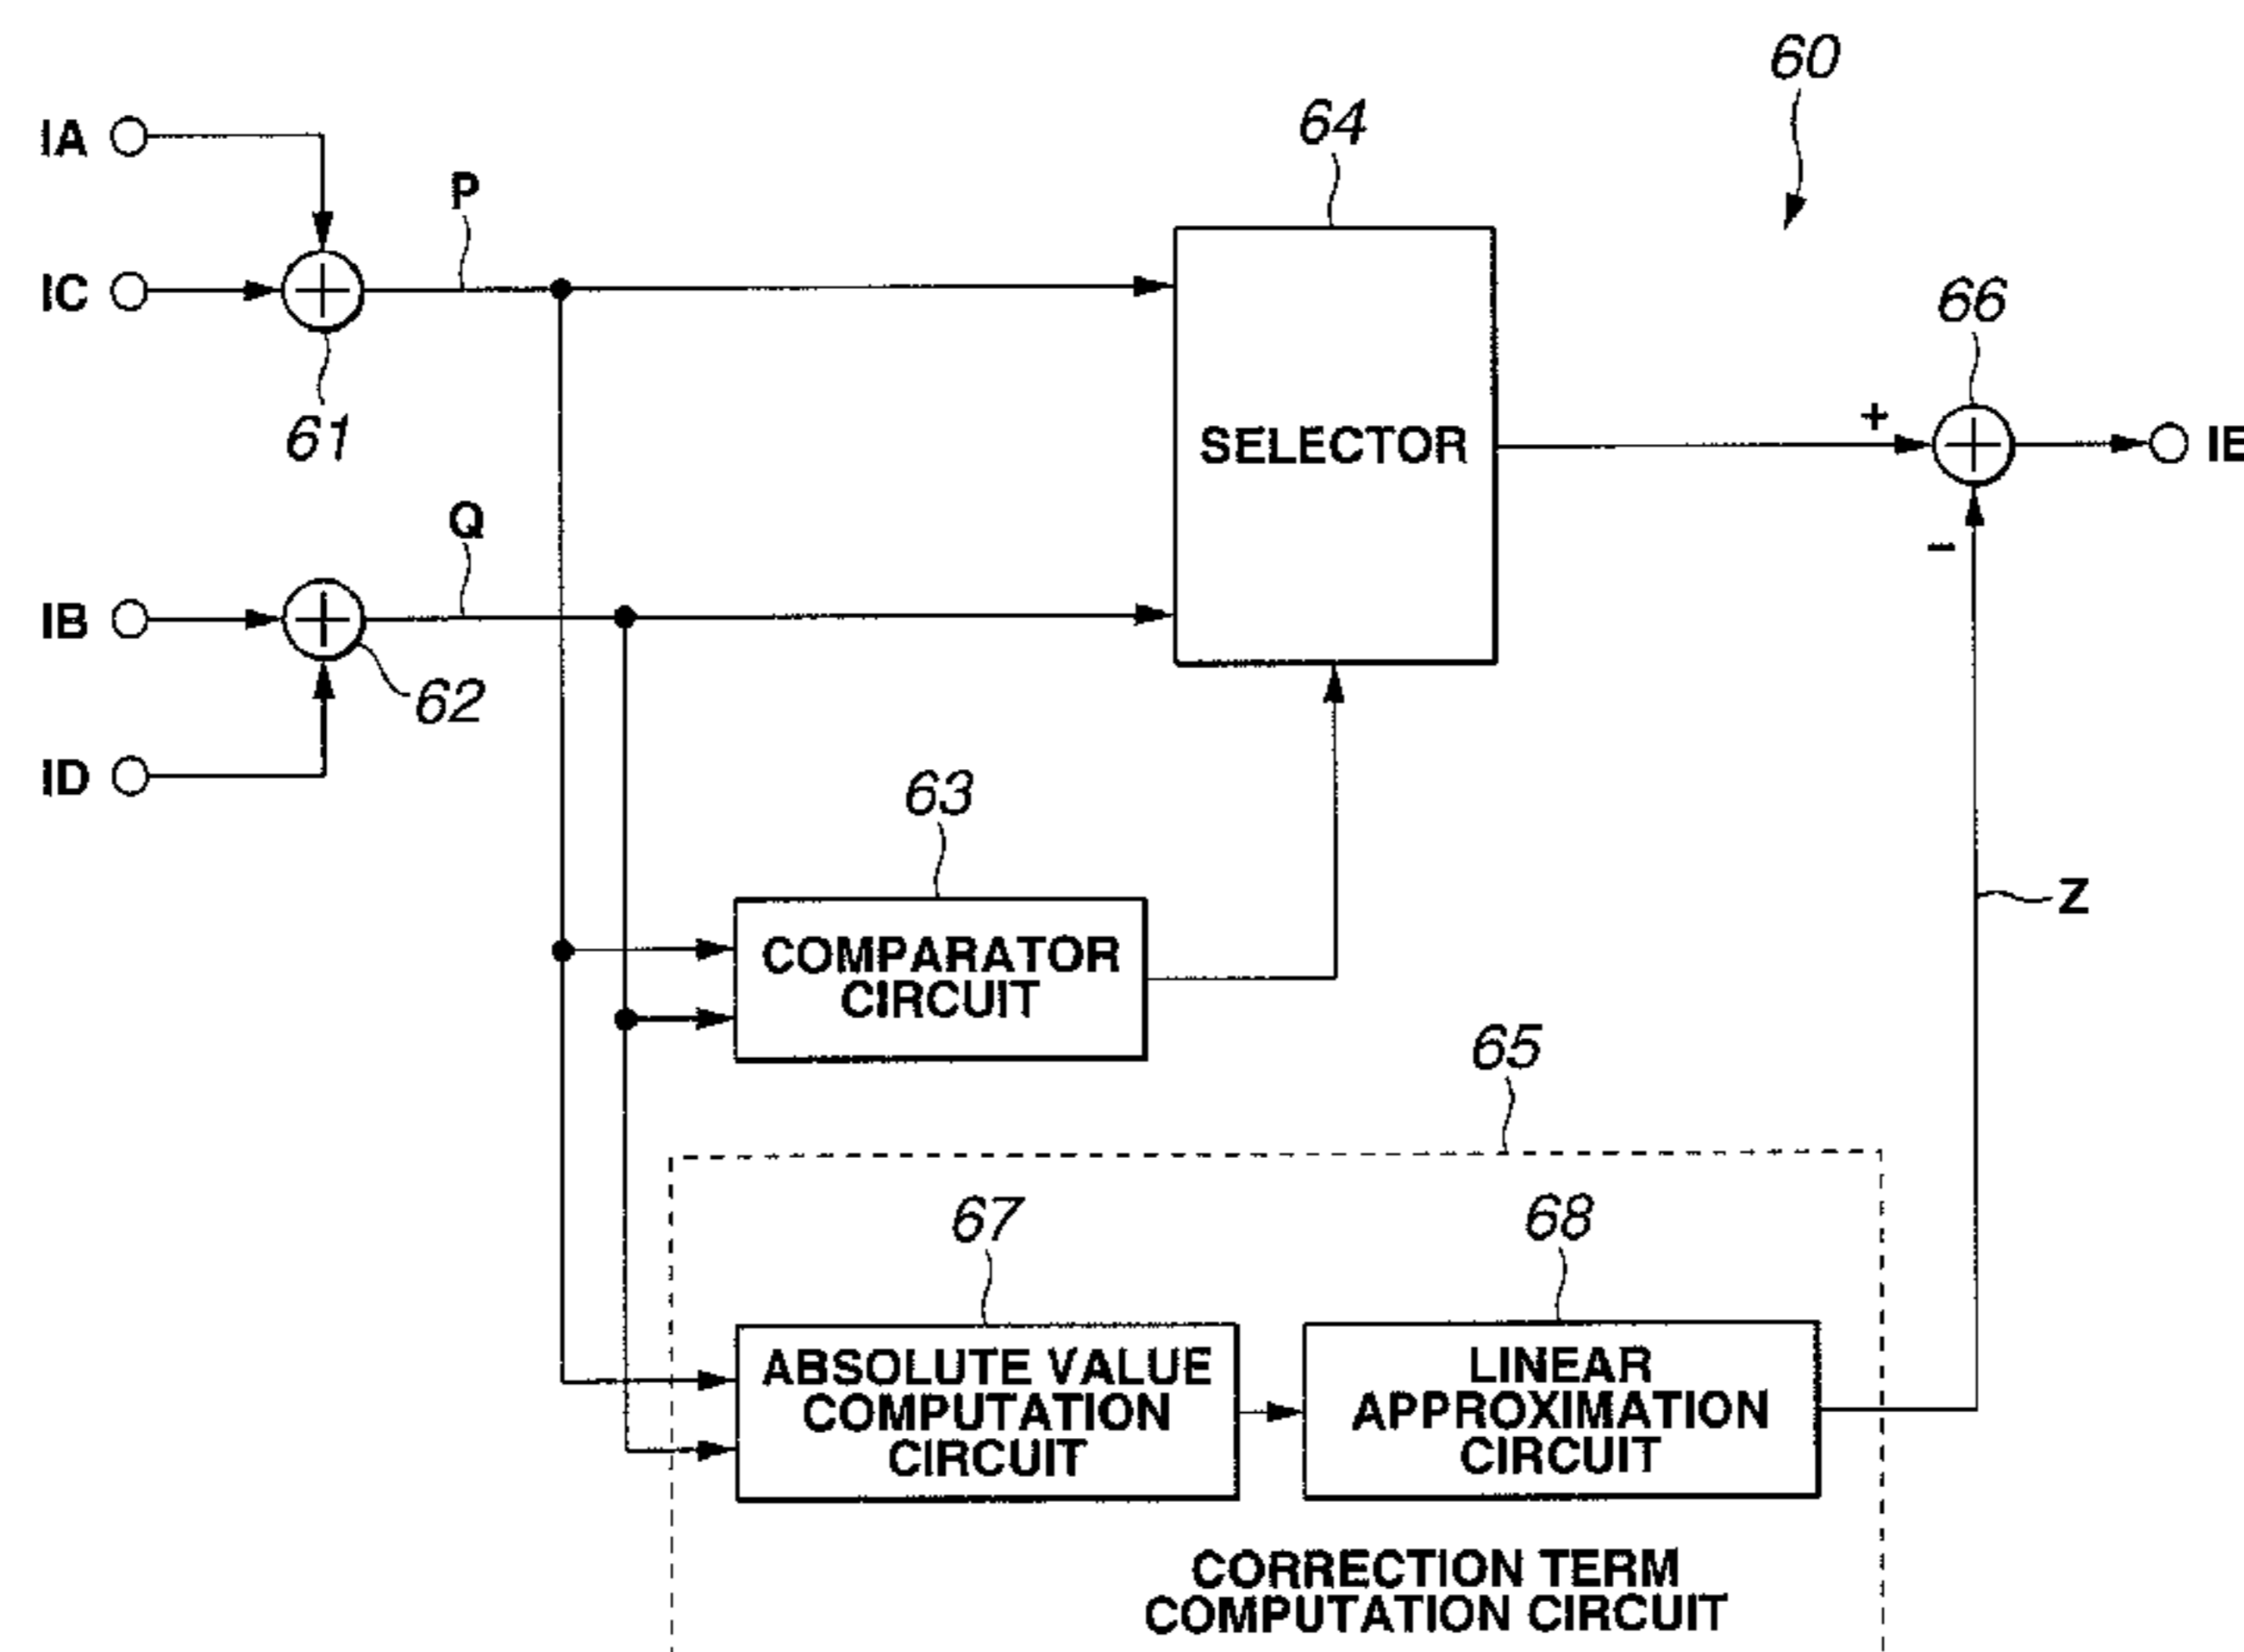 60
64
IA
P
IC
66
61
SELECTOR
+
IE
Q
-
IB
62
ID
63
Z
COMPARATOR
CIRCUIT
65
67
68
ABSOLUTE VALUE
COMPUTATION
CIRCUIT
LINEAR
APPROXIMATION
CIRCUIT
CORRECTION TERM
COMPUTATION CIRCUIT